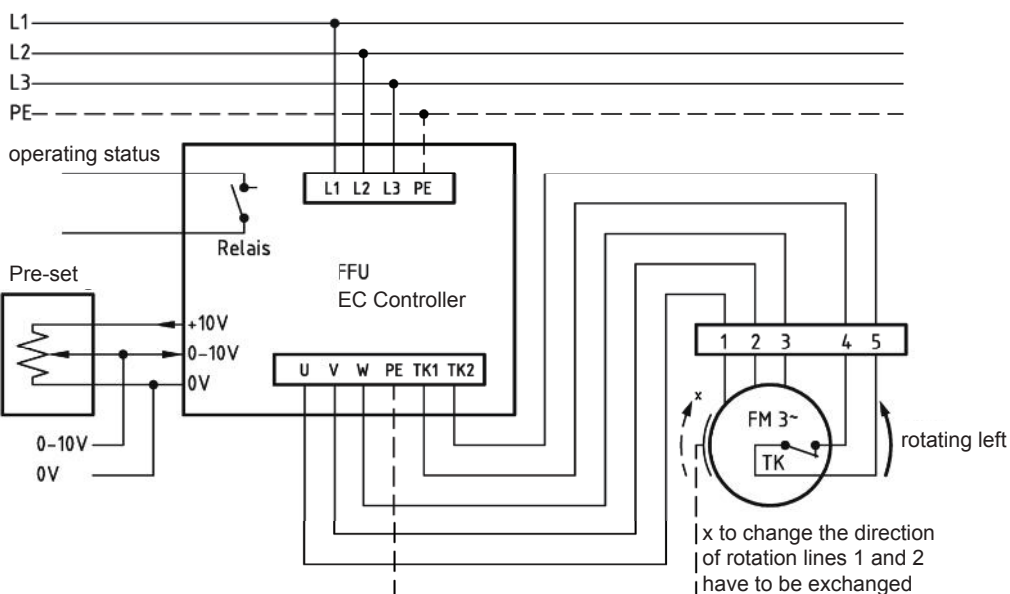 L1
L2
L3
PE
operating status
L1 L2 L3 PE
Relais
Pre-set
FFU
EC Controller
+10V
0-10V
0V
U V W PE TK1 TK2
1 2 3 4 5
x
FM 3~
TK
rotating left
0-10V
0V
x to change the direction
of rotation lines 1 and 2
have to be exchanged